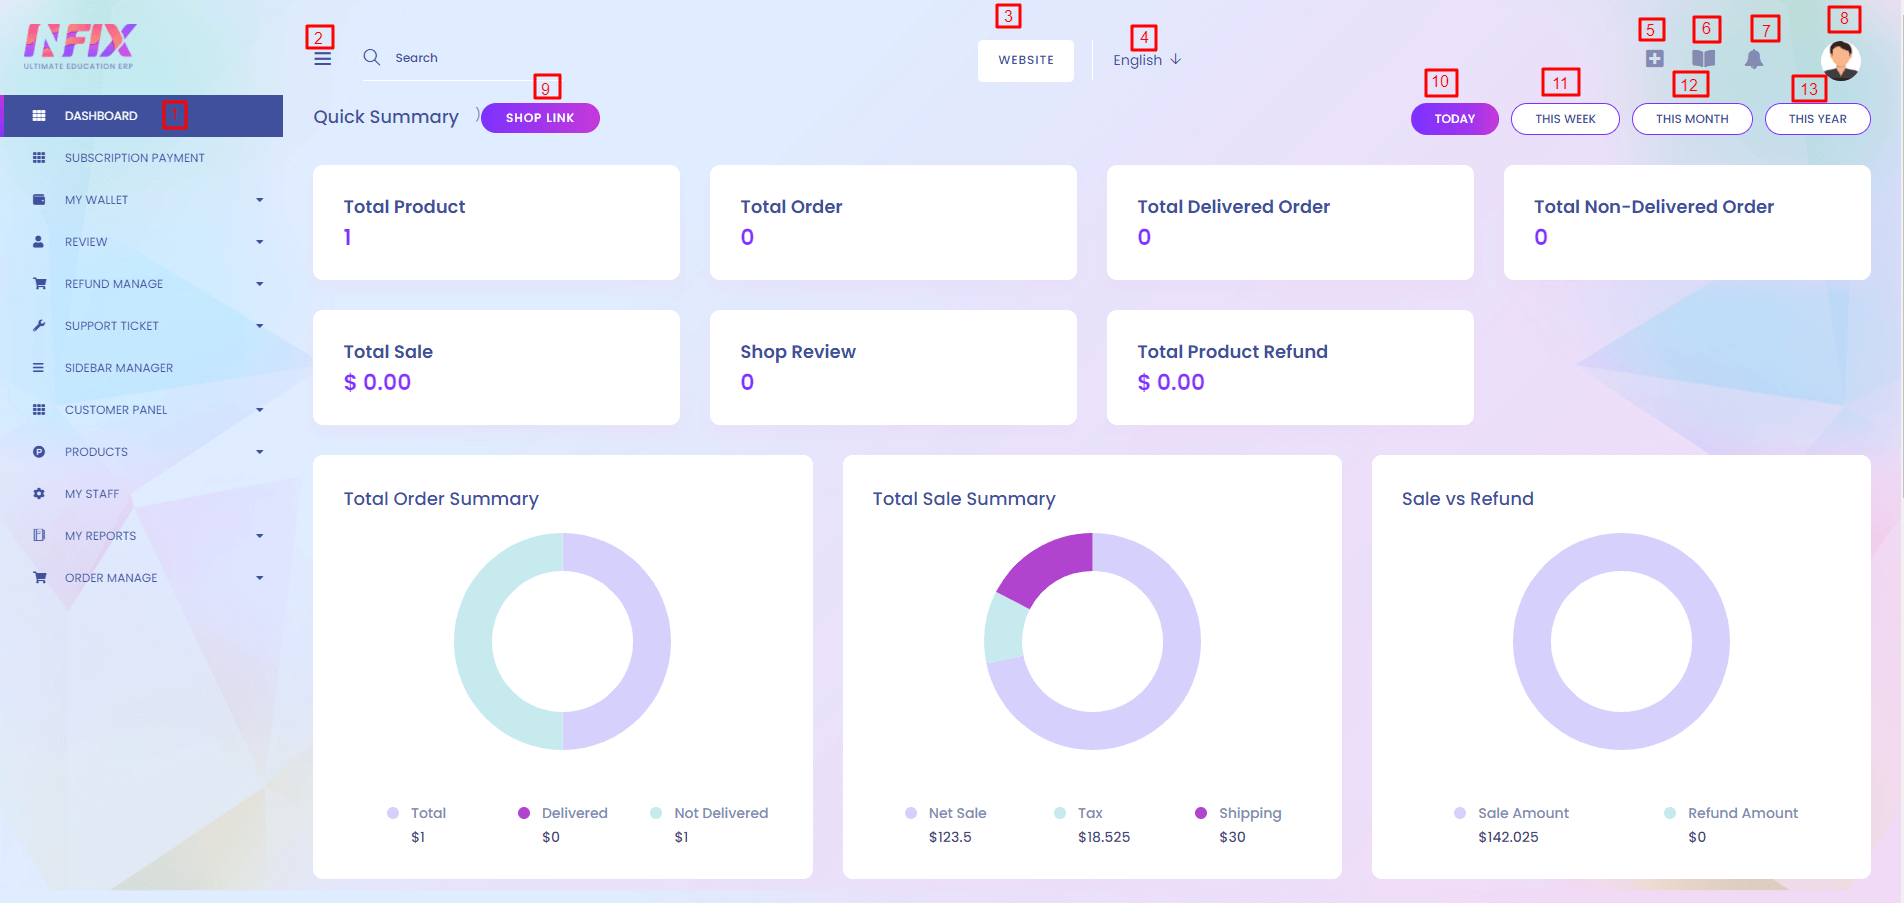 INFIX
ULTIMATE EDUCATION ERP
2
Search
3
WEBSITE
4
English
5
6
7
8
DASHBOARD 1
SUBSCRIPTION PAYMENT
MY WALLET
REVIEW
REFUND MANAGE
SUPPORT TICKET
SIDEBAR MANAGER
CUSTOMER PANEL
PRODUCTS
MY STAFF
MY REPORTS
ORDER MANAGE
9
Quick Summary )
SHOP LINK
10
TODAY
11
THIS WEEK
12
THIS MONTH
13
THIS YEAR
Total Product
1
Total Order
0
Total Delivered Order
0
Total Non-Delivered Order
0
Total Sale
$ 0.00
Shop Review
0
Total Product Refund
$ 0.00
Total Order Summary
Total
$1
Delivered
$0
Not Delivered
$1
Total Sale Summary
Net Sale
$123.5
Tax
$18.525
Shipping
$30
Sale vs Refund
Sale Amount
$142.025
Refund Amount
$0